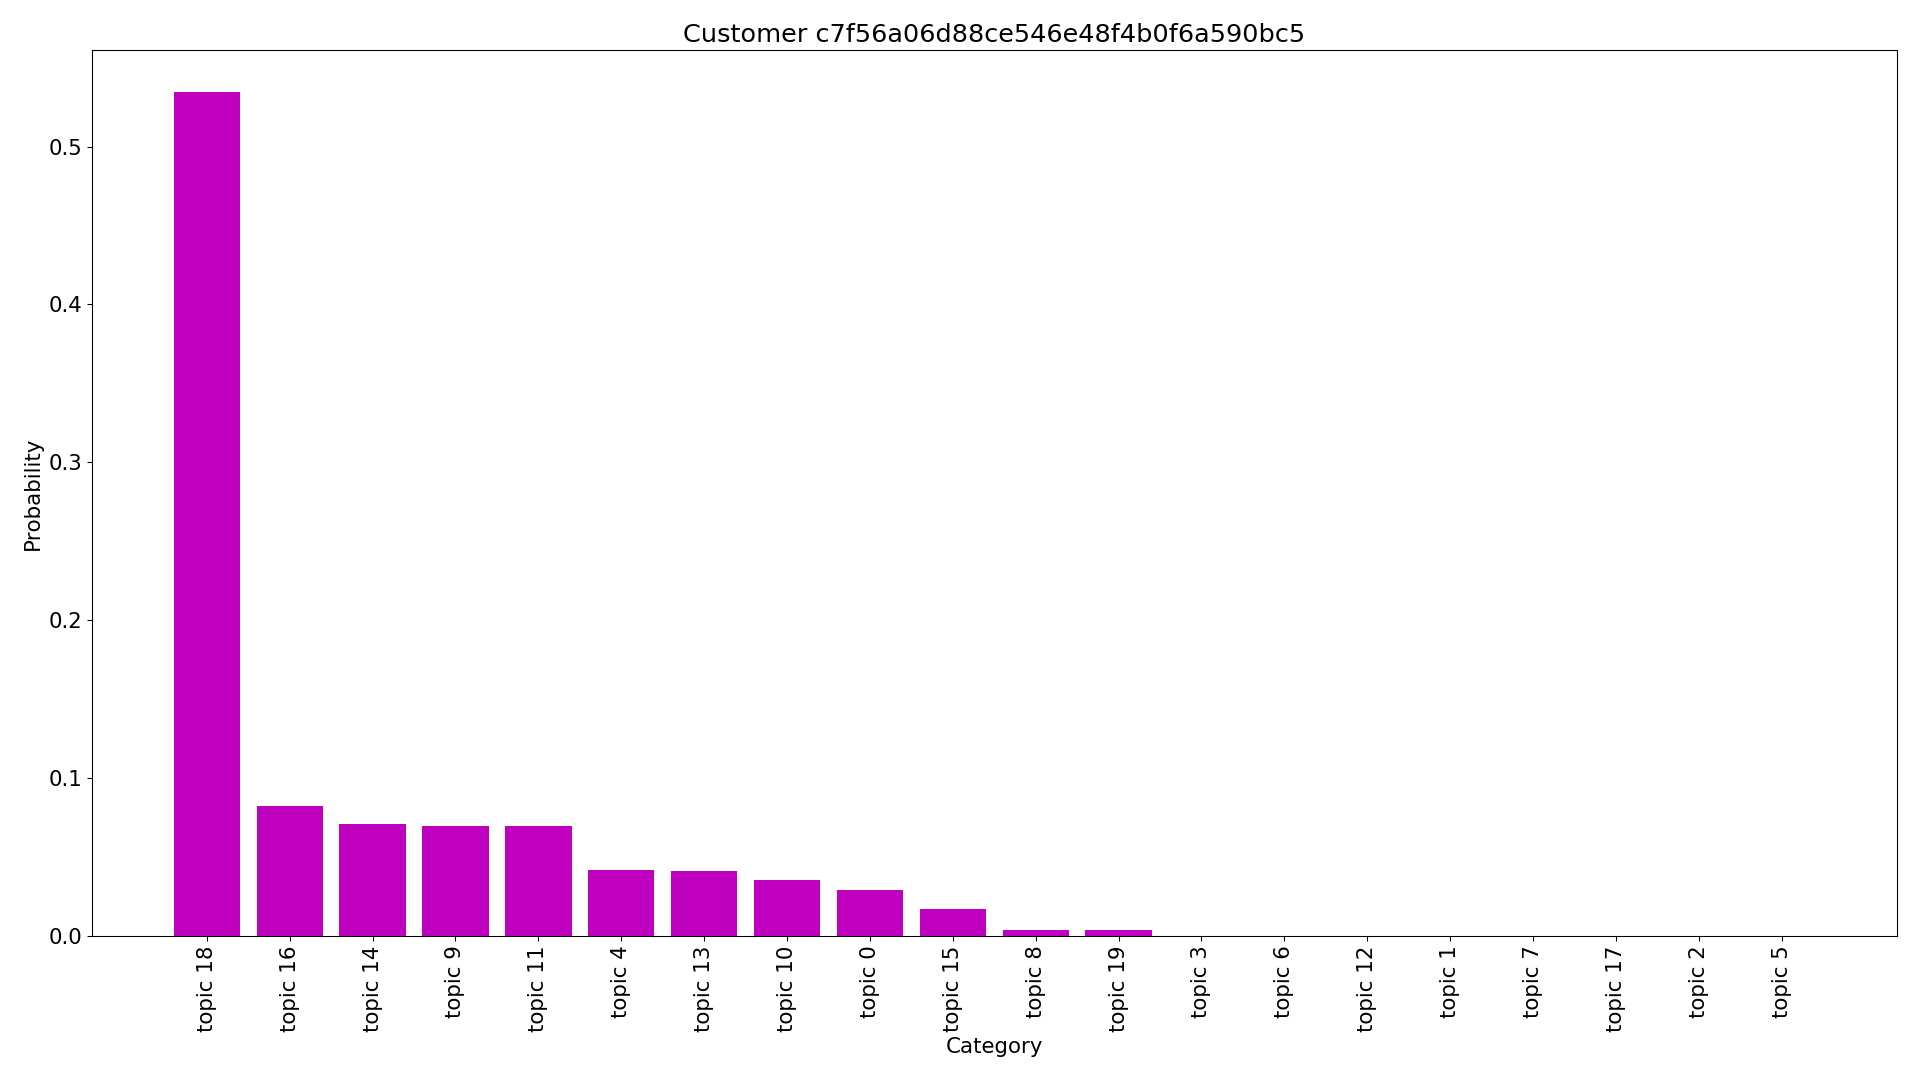 Customer c7f56a06d88ce546e48f4b0f6a590bc5
Probability
0.5
0.4
0.3
0.2
0.1
0.0
topic 18
topic 16
topic 14
topic 9
topic 11
topic 4
topic 13
topic 10
topic 0
topic 15
topic 8
topic 19
topic 3
topic 6
topic 12
topic 1
topic 7
topic 17
topic 2
topic 5
Category